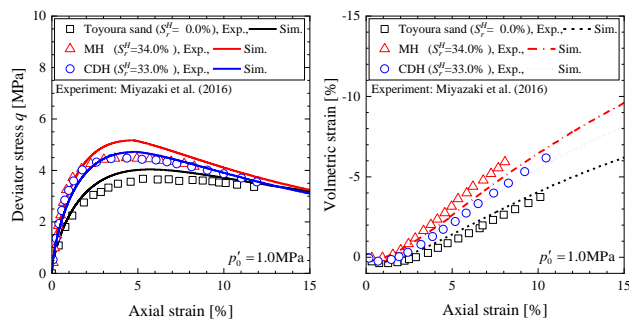 Toyoura sand (S_r^H= 0.0%), Exp., Sim.
MH (S_r^H=34.0% ), Exp., Sim.
CDH (S_r^H=33.0% ), Exp., Sim.
Experiment: Miyazaki et al. (2016)
Deviator stress q [MPa]
10
8
6
4
2
0
p′_0 =1.0MPa
0 5 10 15
Axial strain [%]
Toyoura sand (S_r^H= 0.0%), Exp., Sim.
MH (S_r^H=34.0% ), Exp., Sim.
CDH (S_r^H=33.0% ), Exp., Sim.
Experiment: Miyazaki et al. (2016)
Volmetric strain [%]
-15
-10
-5
0
p′_0 =1.0MPa
0 5 10 15
Axial strain [%]